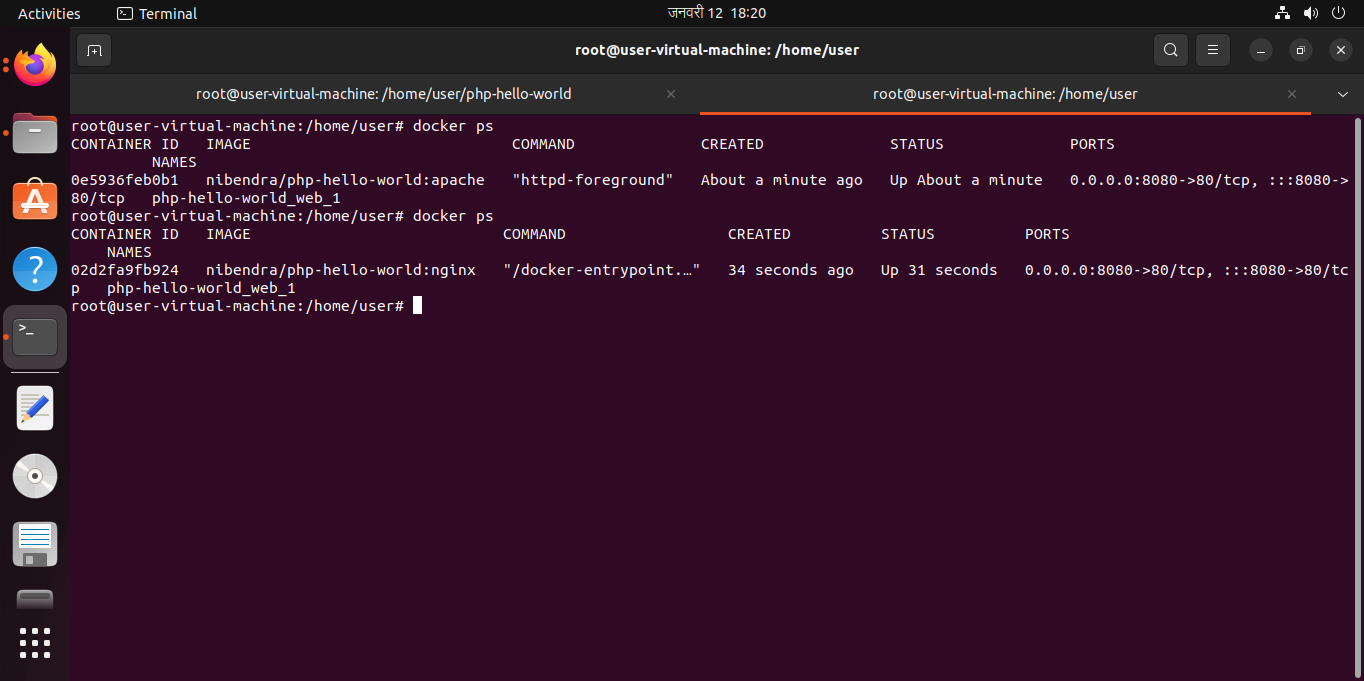 Activities Terminal जनवरी 12 18:20
root@user-virtual-machine: /home/user
root@user-virtual-machine: /home/user/php-hello-world root@user-virtual-machine: /home/user
root@user-virtual-machine:/home/user# docker ps
CONTAINER ID   IMAGE                             COMMAND              CREATED              STATUS              PORTS
         NAMES
0e5936feb0b1   nibendra/php-hello-world:apache   "httpd-foreground"   About a minute ago   Up About a minute   0.0.0.0:8080->80/tcp, :::8080->
80/tcp   php-hello-world_web_1
root@user-virtual-machine:/home/user# docker ps
CONTAINER ID   IMAGE                            COMMAND                  CREATED          STATUS          PORTS
    NAMES
02d2fa9fb924   nibendra/php-hello-world:nginx   "/docker-entrypoint.…"   34 seconds ago   Up 31 seconds   0.0.0.0:8080->80/tcp, :::8080->80/tc
p   php-hello-world_web_1
root@user-virtual-machine:/home/user#